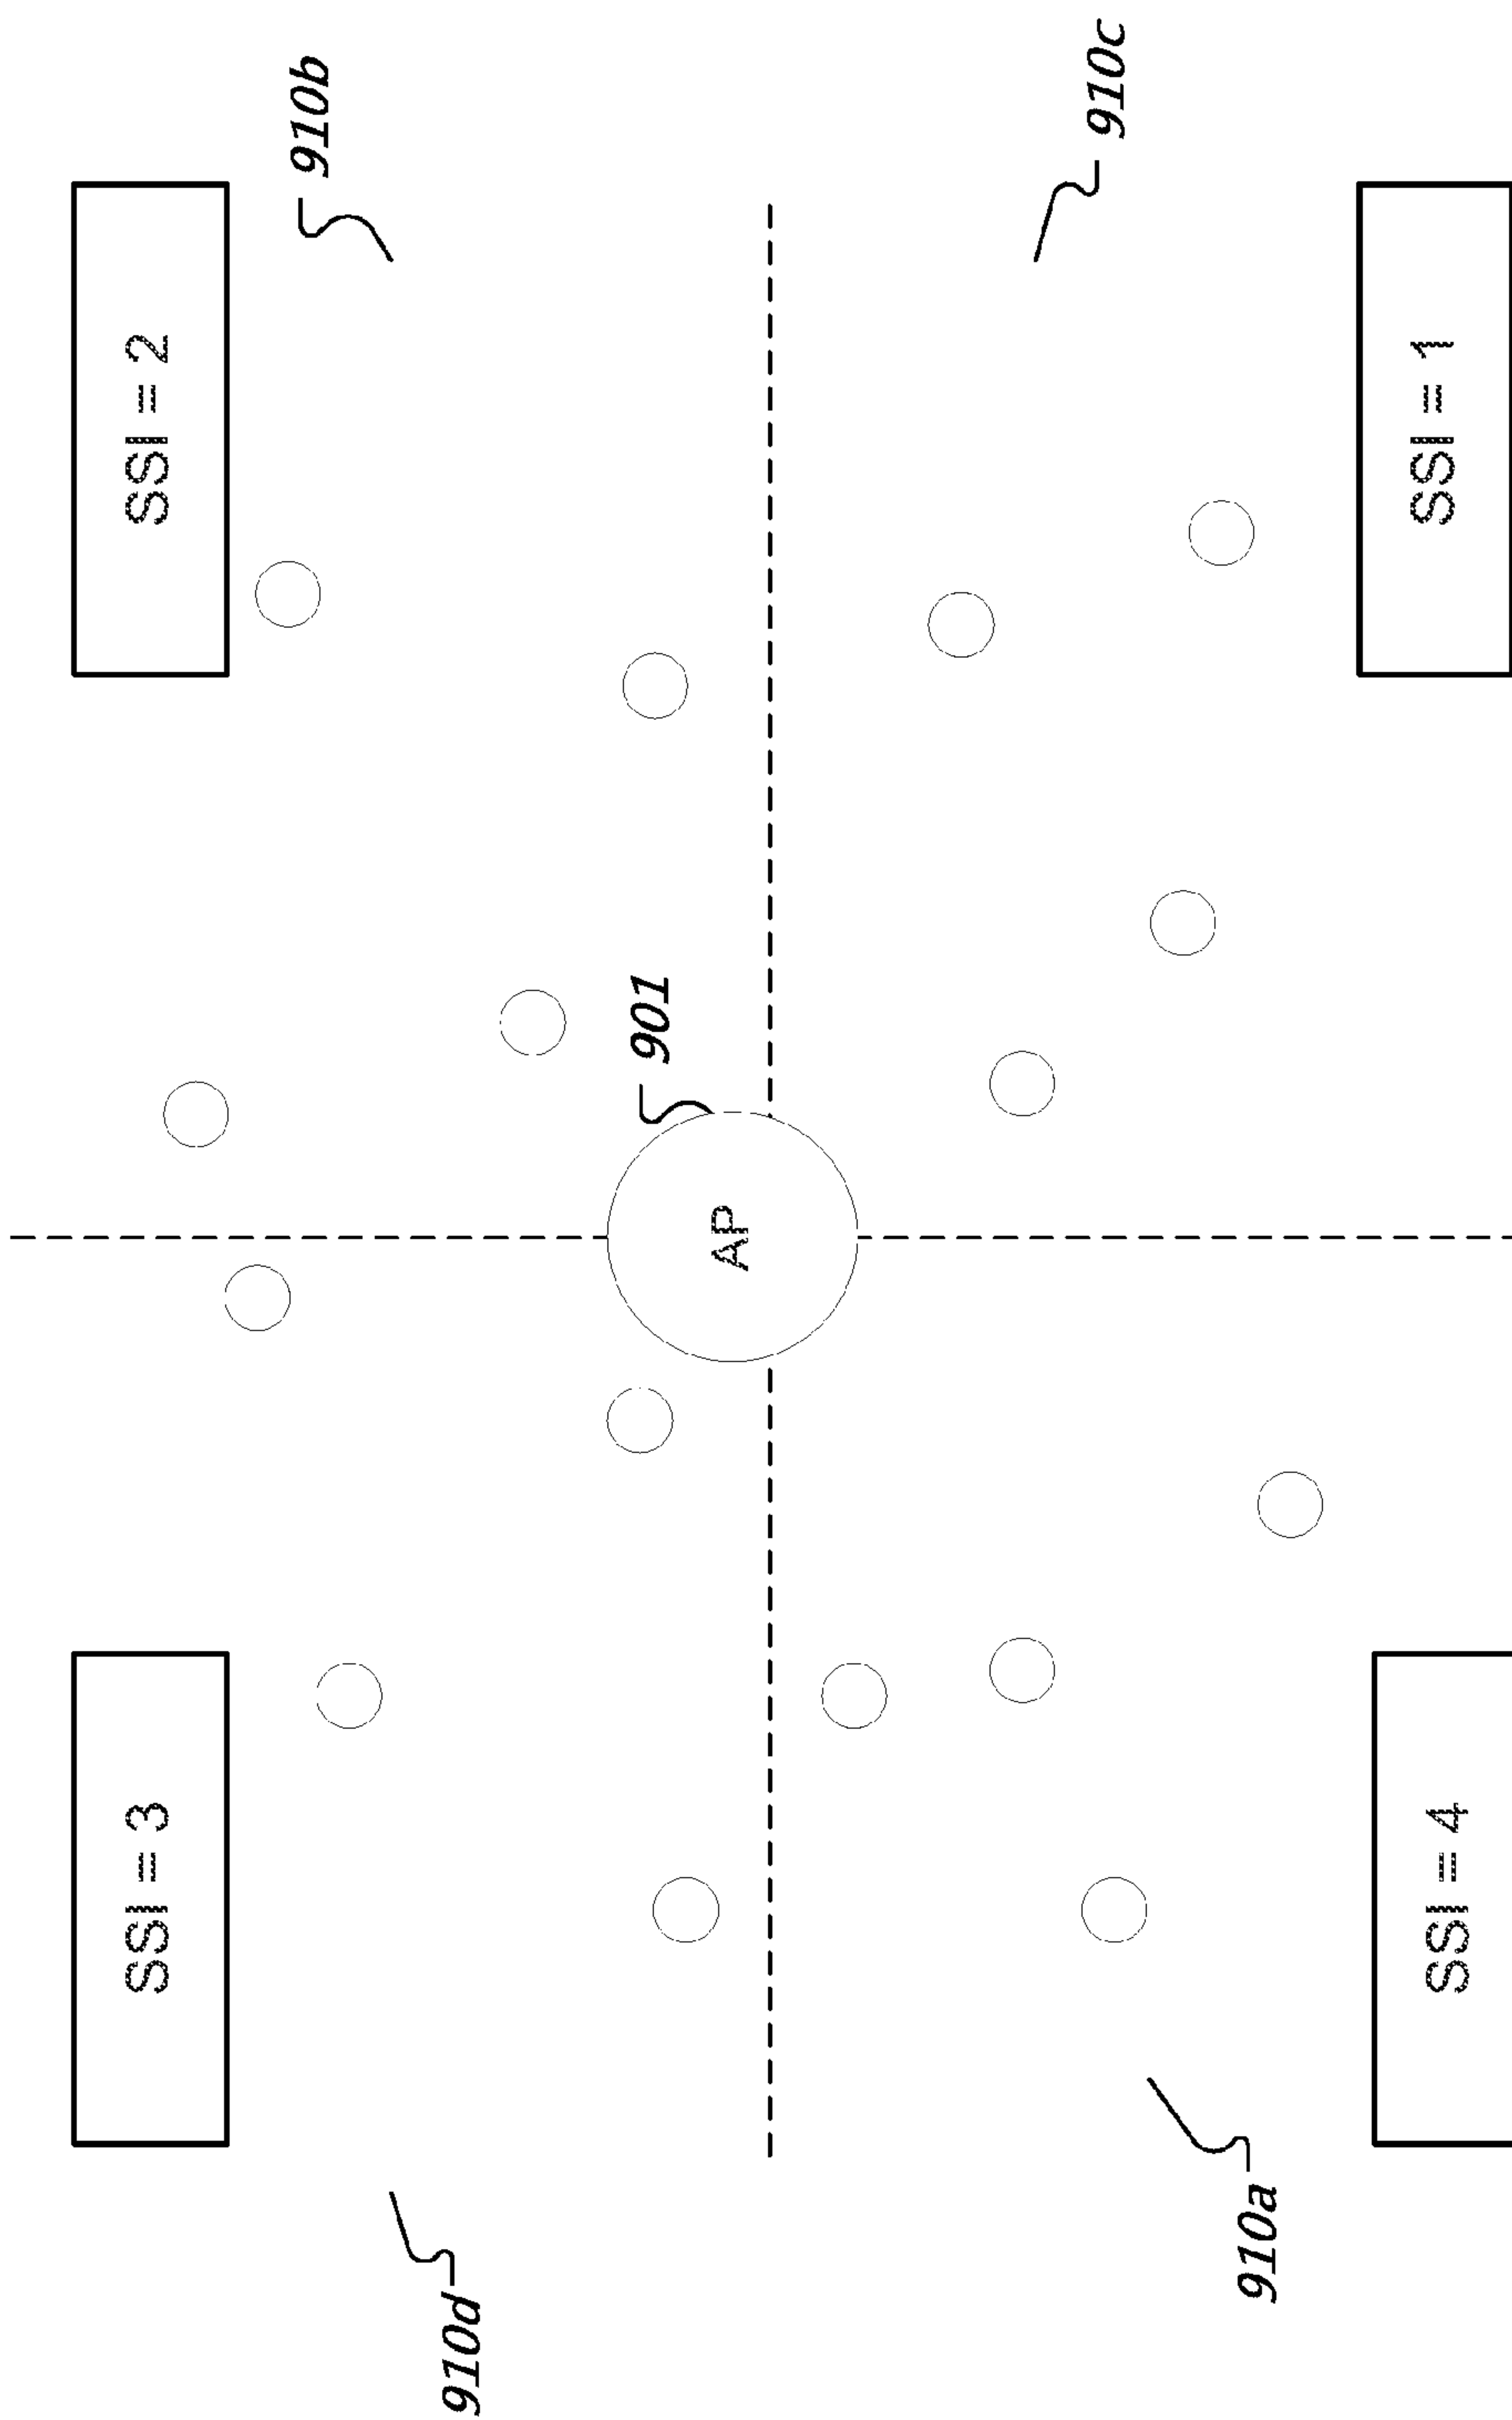 SSI = 3
SSI = 2
910b
910d
901
AP
910c
910a
SSI = 4
SSI = 1